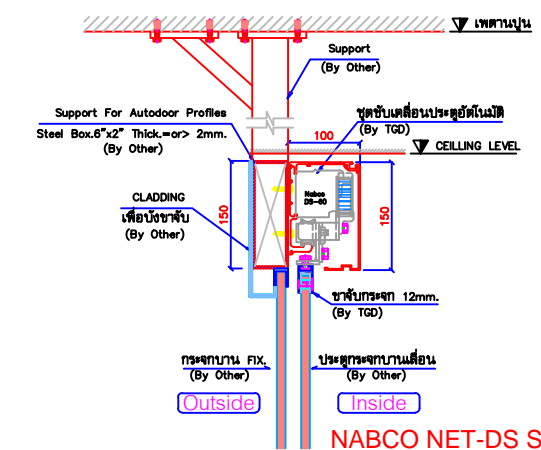 เพดานปูน
Support
(By Other)
Support For Autodoor Profiles
Steel Box.6"x2" Thick.=or> 2mm.
(By Other)
ชุดขับเคลื่อนประตูอัตโนมัติ
(By TGD)
100
CEILLING LEVEL
Nabco
DS-60
150
150
CLADDING
เพื่อบังขาจับ
(By Other)
ขาจับกระจก 12mm.
(By TGD)
กระจกบาน FIX.
(By Other)
ประตูกระจกบานเลื่อน
(By Other)
Outside
Inside
NABCO NET-DS S